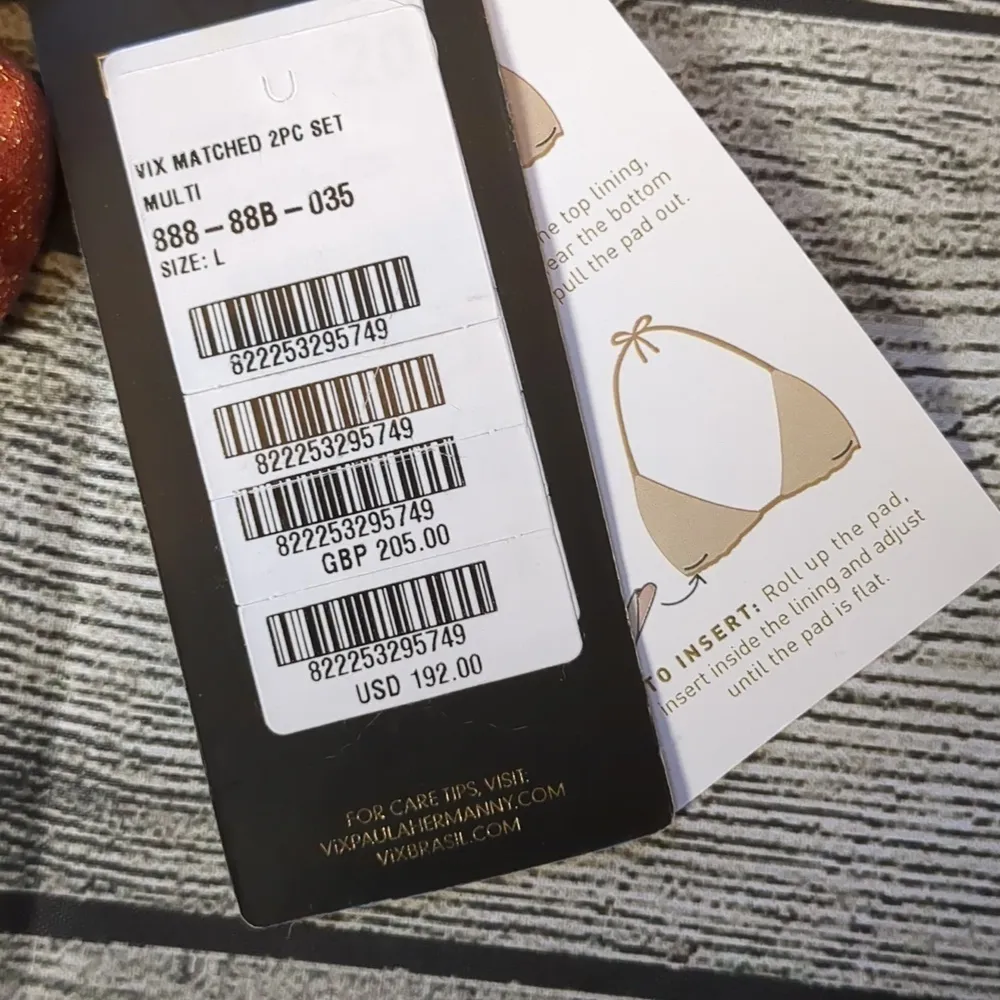 VIX MATCHED 2PC SET
MULTI
888-88B-035
SIZE: L
822253295749
822253295749
822253295749
GBP 205.00
822253295749
USD 192.00
FOR CARE TIPS, VISIT:
ViXPAULAHERMANNY.COM
ViXBRASIL.COM
top lining,
the bottom
pull the pad out.
TO INSERT: Roll up the pad,
insert inside the lining and adjust
until the pad is flat.